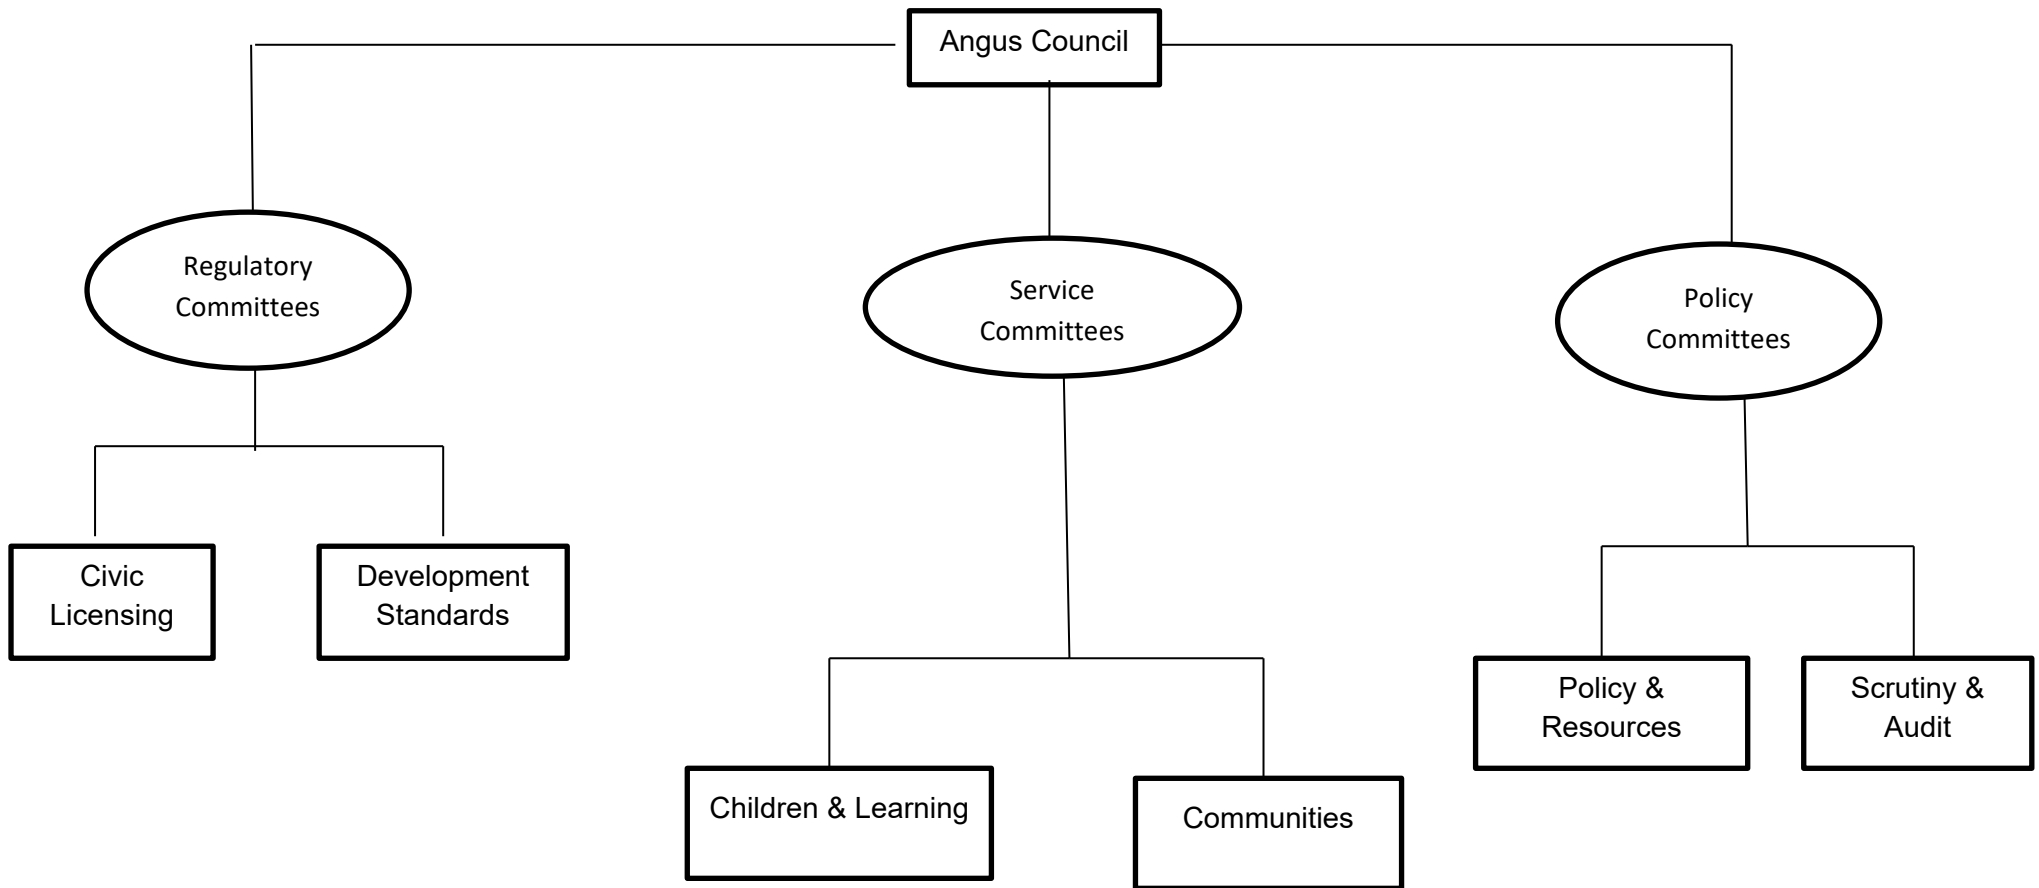 Angus Council
Regulatory
Committees
Service
Committees
Policy
Committees
Civic
Licensing
Development
Standards
Policy &
Resources
Scrutiny &
Audit
Children & Learning
Communities